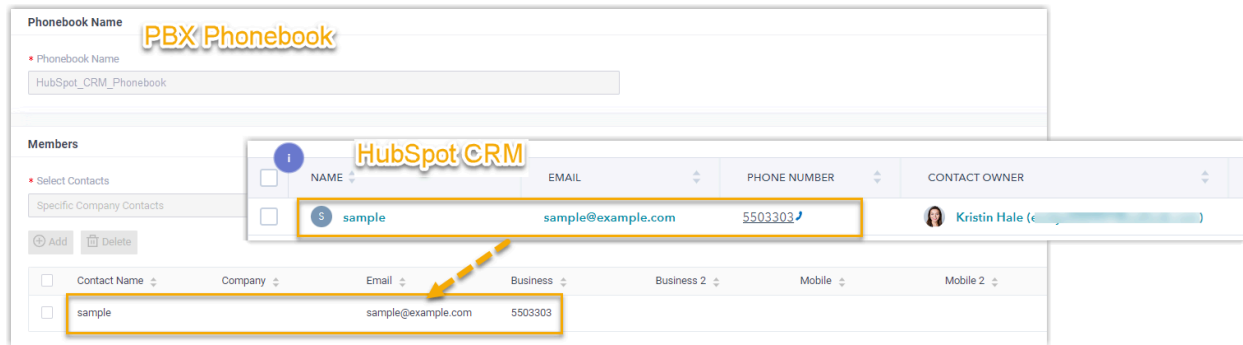 Phonebook Name
PBX Phonebook
* Phonebook Name
HubSpot_CRM_Phonebook
Members
HubSpot CRM
i
NAME EMAIL PHONE NUMBER CONTACT OWNER
* Select Contacts
Specific Company Contacts
S sample sample@example.com 5503303 Kristin Hale (e )
Add Delete
Contact Name Company Email Business Business 2 Mobile Mobile 2
sample sample@example.com 5503303